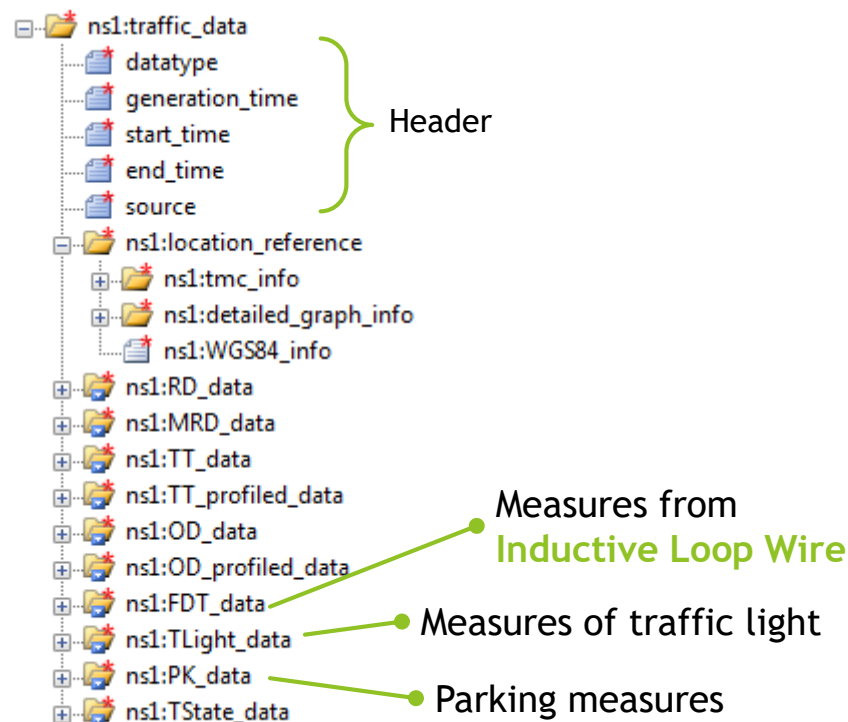 ns1:traffic_data
datatype
generation_time
start_time
end_time
source
Header
ns1:location_reference
ns1:tmc_info
ns1:detailed_graph_info
ns1:WGS84_info
ns1:RD_data
ns1:MRD_data
ns1:TT_data
ns1:TT_profiled_data
ns1:OD_data
ns1:OD_profiled_data
ns1:FDT_data
ns1:TLight_data
ns1:PK_data
ns1:TState_data
Measures from
Inductive Loop Wire
Measures of traffic light
Parking measures